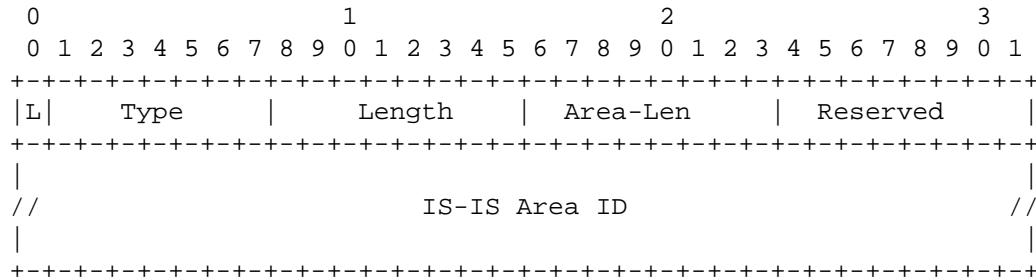 0                   1                   2                   3
 0 1 2 3 4 5 6 7 8 9 0 1 2 3 4 5 6 7 8 9 0 1 2 3 4 5 6 7 8 9 0 1
+-+-+-+-+-+-+-+-+-+-+-+-+-+-+-+-+-+-+-+-+-+-+-+-+-+-+-+-+-+-+-+-+
|L|    Type     |     Length    |  Area-Len     |  Reserved     |
+-+-+-+-+-+-+-+-+-+-+-+-+-+-+-+-+-+-+-+-+-+-+-+-+-+-+-+-+-+-+-+-+
|                                                               |
//                        IS-IS Area ID                        //
|                                                               |
+-+-+-+-+-+-+-+-+-+-+-+-+-+-+-+-+-+-+-+-+-+-+-+-+-+-+-+-+-+-+-+-+